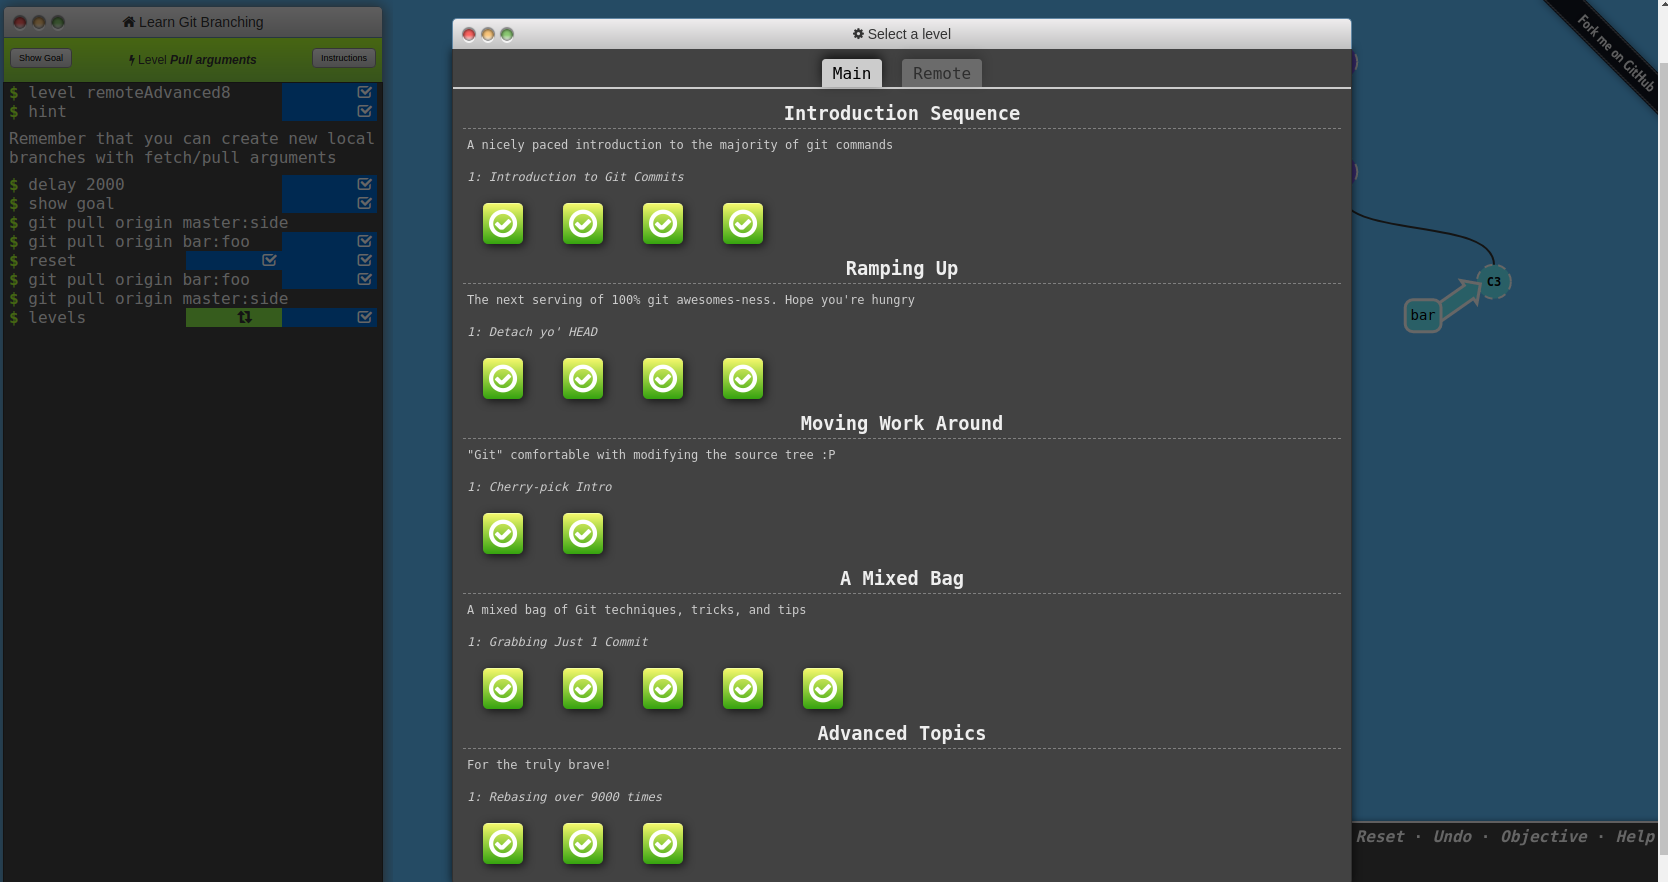 Learn Git Branching
Show Goal
Level Pull arguments
Instructions
$ level remoteAdvanced8
$ hint
Remember that you can create new local
branches with fetch/pull arguments
$ delay 2000
$ show goal
$ git pull origin master:side
$ git pull origin bar:foo
$ reset
$ git pull origin bar:foo
$ git pull origin master:side
$ levels
Select a level
Main
Remote
Introduction Sequence
A nicely paced introduction to the majority of git commands
1: Introduction to Git Commits
Ramping Up
The next serving of 100% git awesomes-ness. Hope you're hungry
1: Detach yo' HEAD
Moving Work Around
"Git" comfortable with modifying the source tree :P
1: Cherry-pick Intro
A Mixed Bag
A mixed bag of Git techniques, tricks, and tips
1: Grabbing Just 1 Commit
Advanced Topics
For the truly brave!
1: Rebasing over 9000 times
Fork me on GitHub
C3
bar
Reset · Undo · Objective · Help